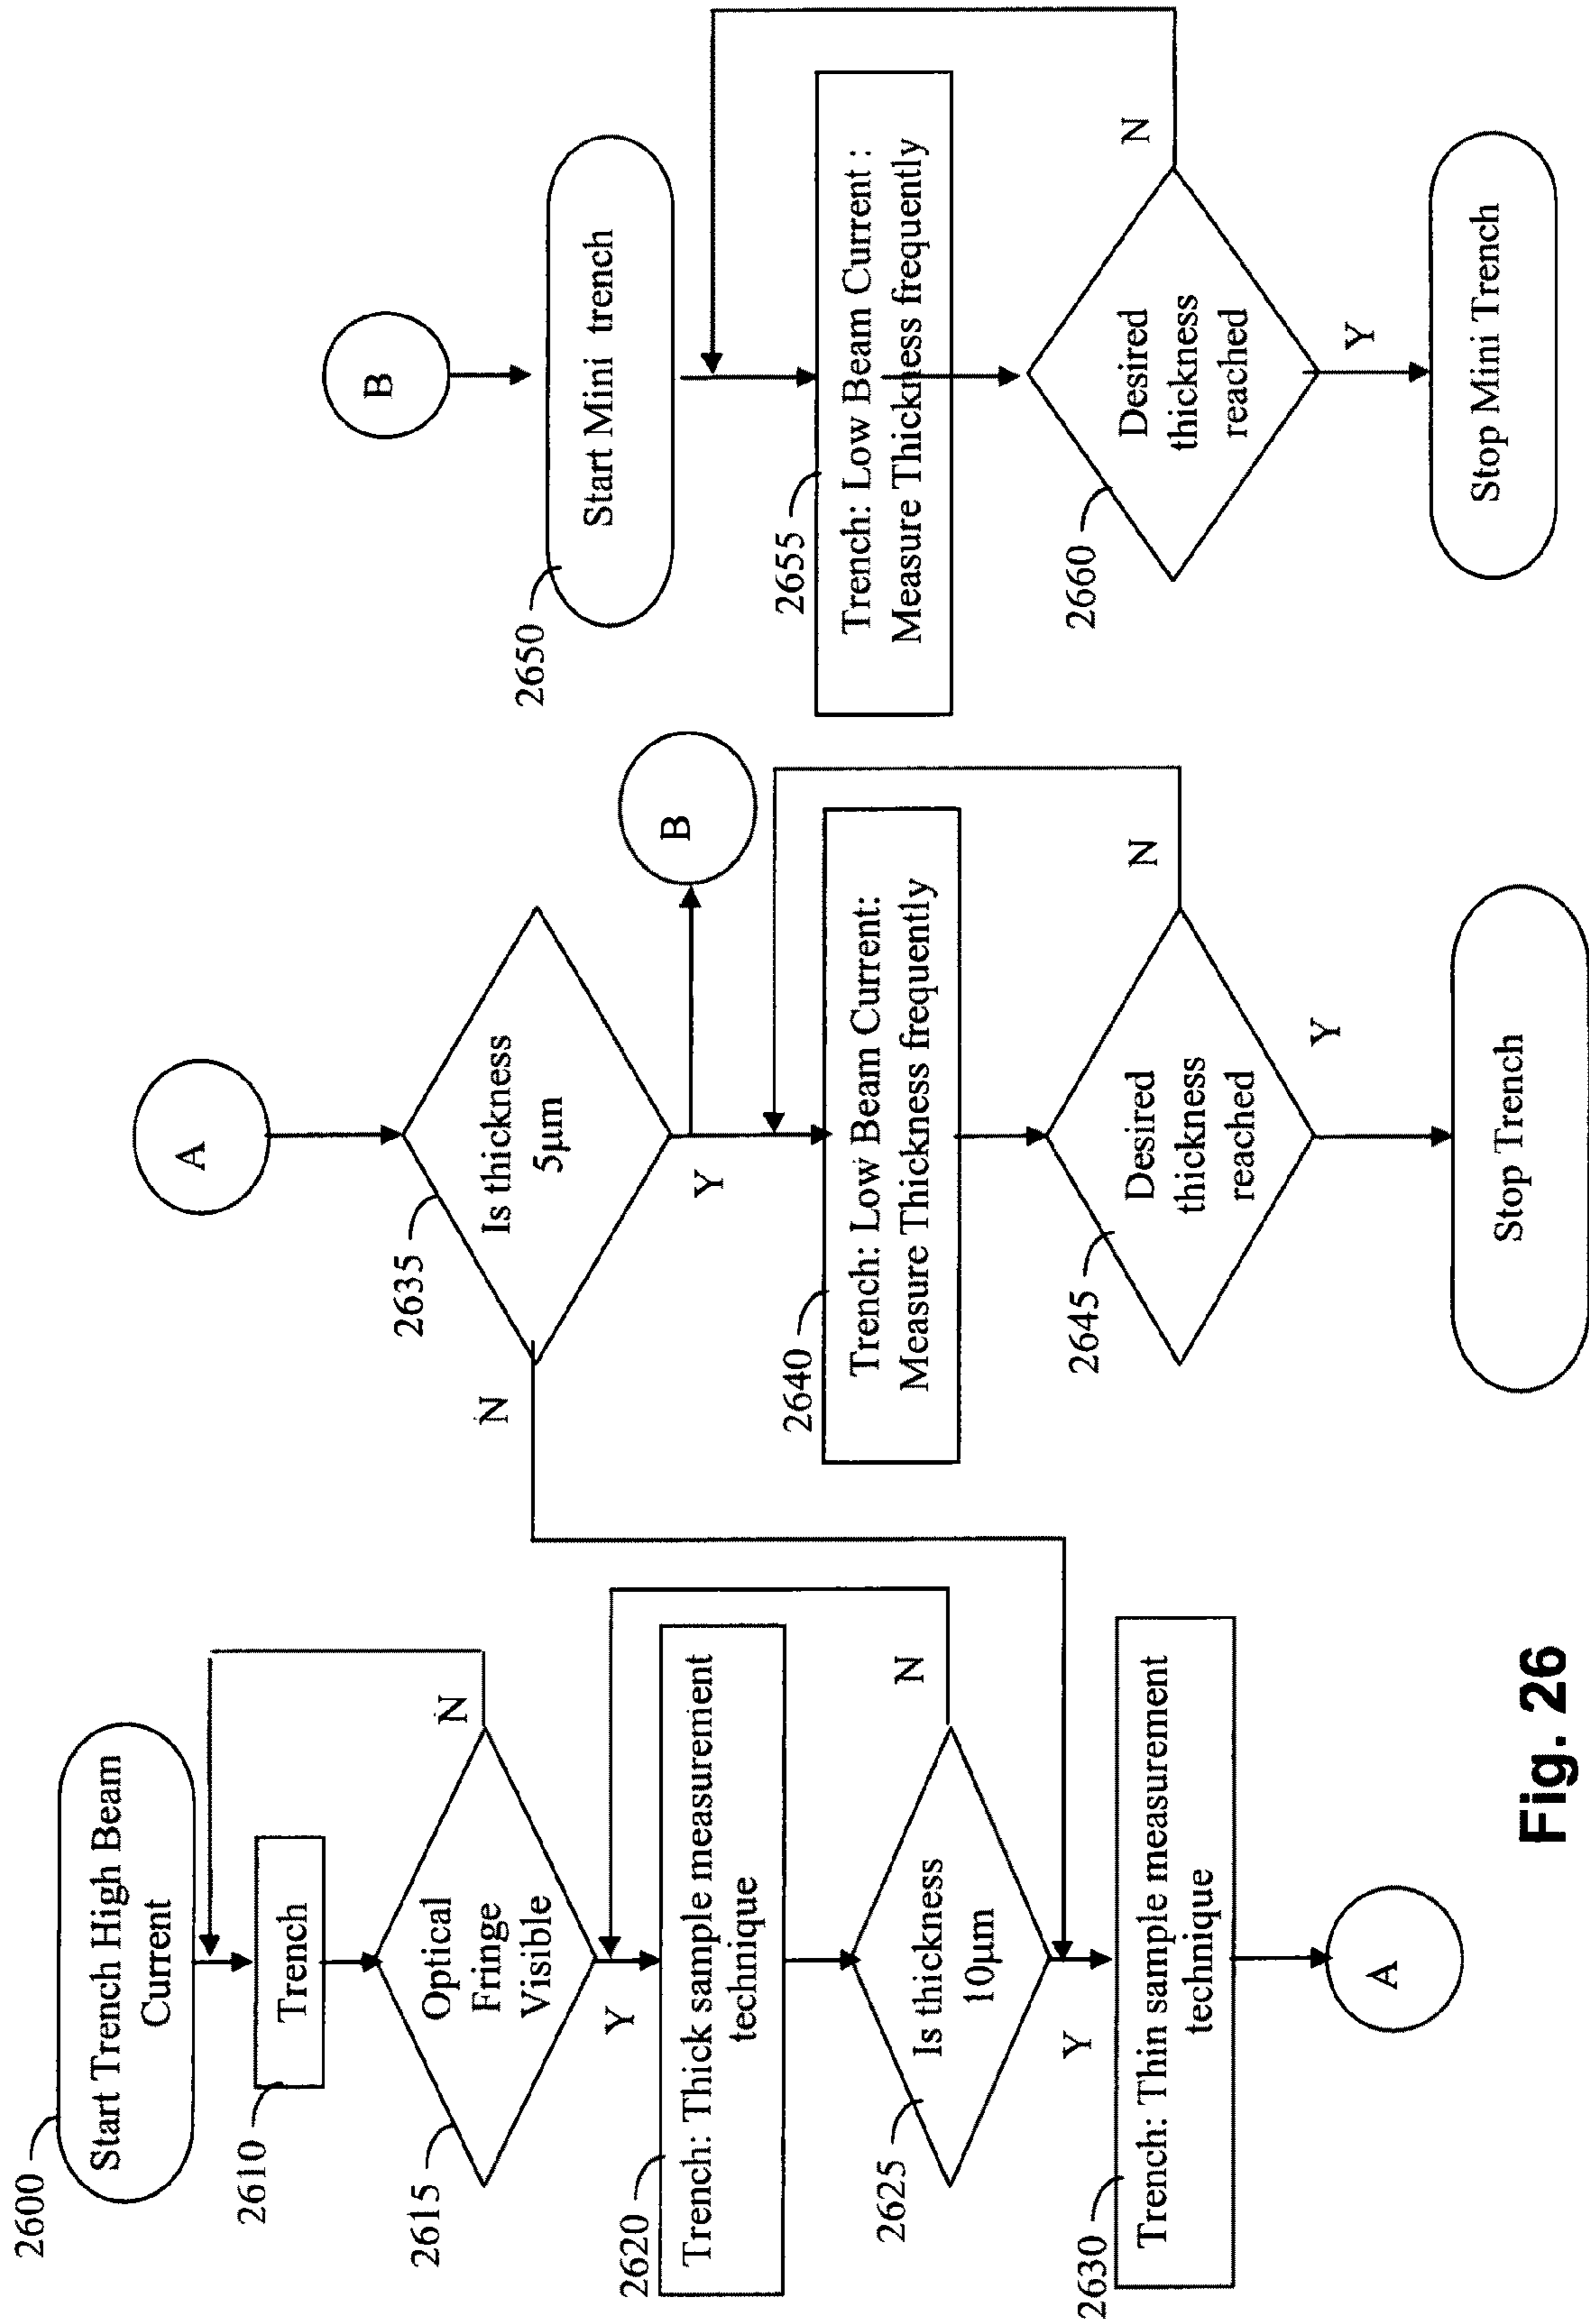 2600
Start Trench High Beam
Current
2610
Trench
2615
Optical
Fringe
Visible
N
Y
2620
Trench: Thick sample measurement
technique
2625
Is thickness
10µm
N
Y
2630
Trench: Thin sample measurement
technique
A
A
2635
Is thickness
5µm
N
Y
B
2640
Trench: Low Beam Current:
Measure Thickness frequently
2645
Desired
thickness
reached
N
Y
Stop Trench
B
2650
Start Mini trench
2655
Trench: Low Beam Current :
Measure Thickness frequently
2660
Desired
thickness
reached
N
Y
Stop Mini Trench
Fig. 26